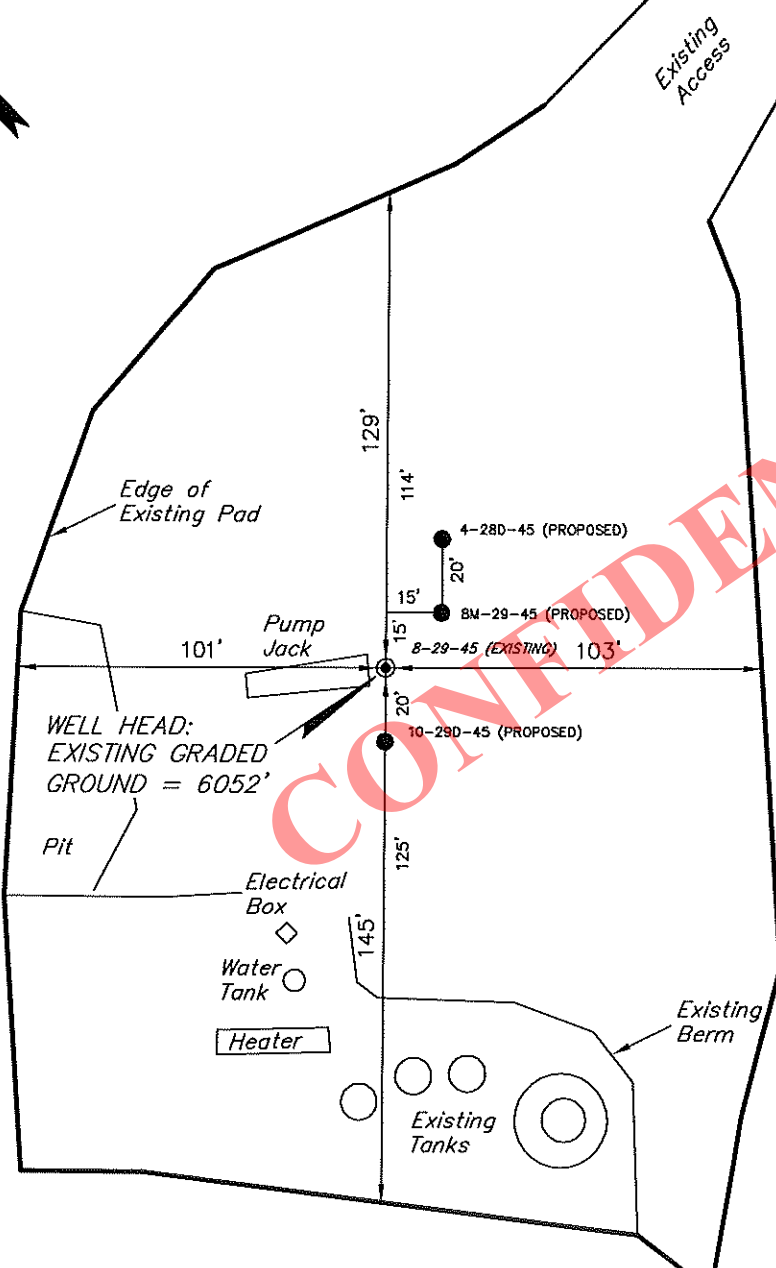 Existing
Access
129'
114'
Edge of
Existing Pad
4-28D-45 (PROPOSED)
20'
15'
8M-29-45 (PROPOSED)
15'
Pump
Jack
101'
8-29-45 (EXISTING)
103'
20'
WELL HEAD:
EXISTING GRADED
GROUND = 6052'
10-29D-45 (PROPOSED)
CONFIDEN
Pit
125'
Electrical
Box
145'
Water
Tank
Heater
Existing
Berm
Existing
Tanks